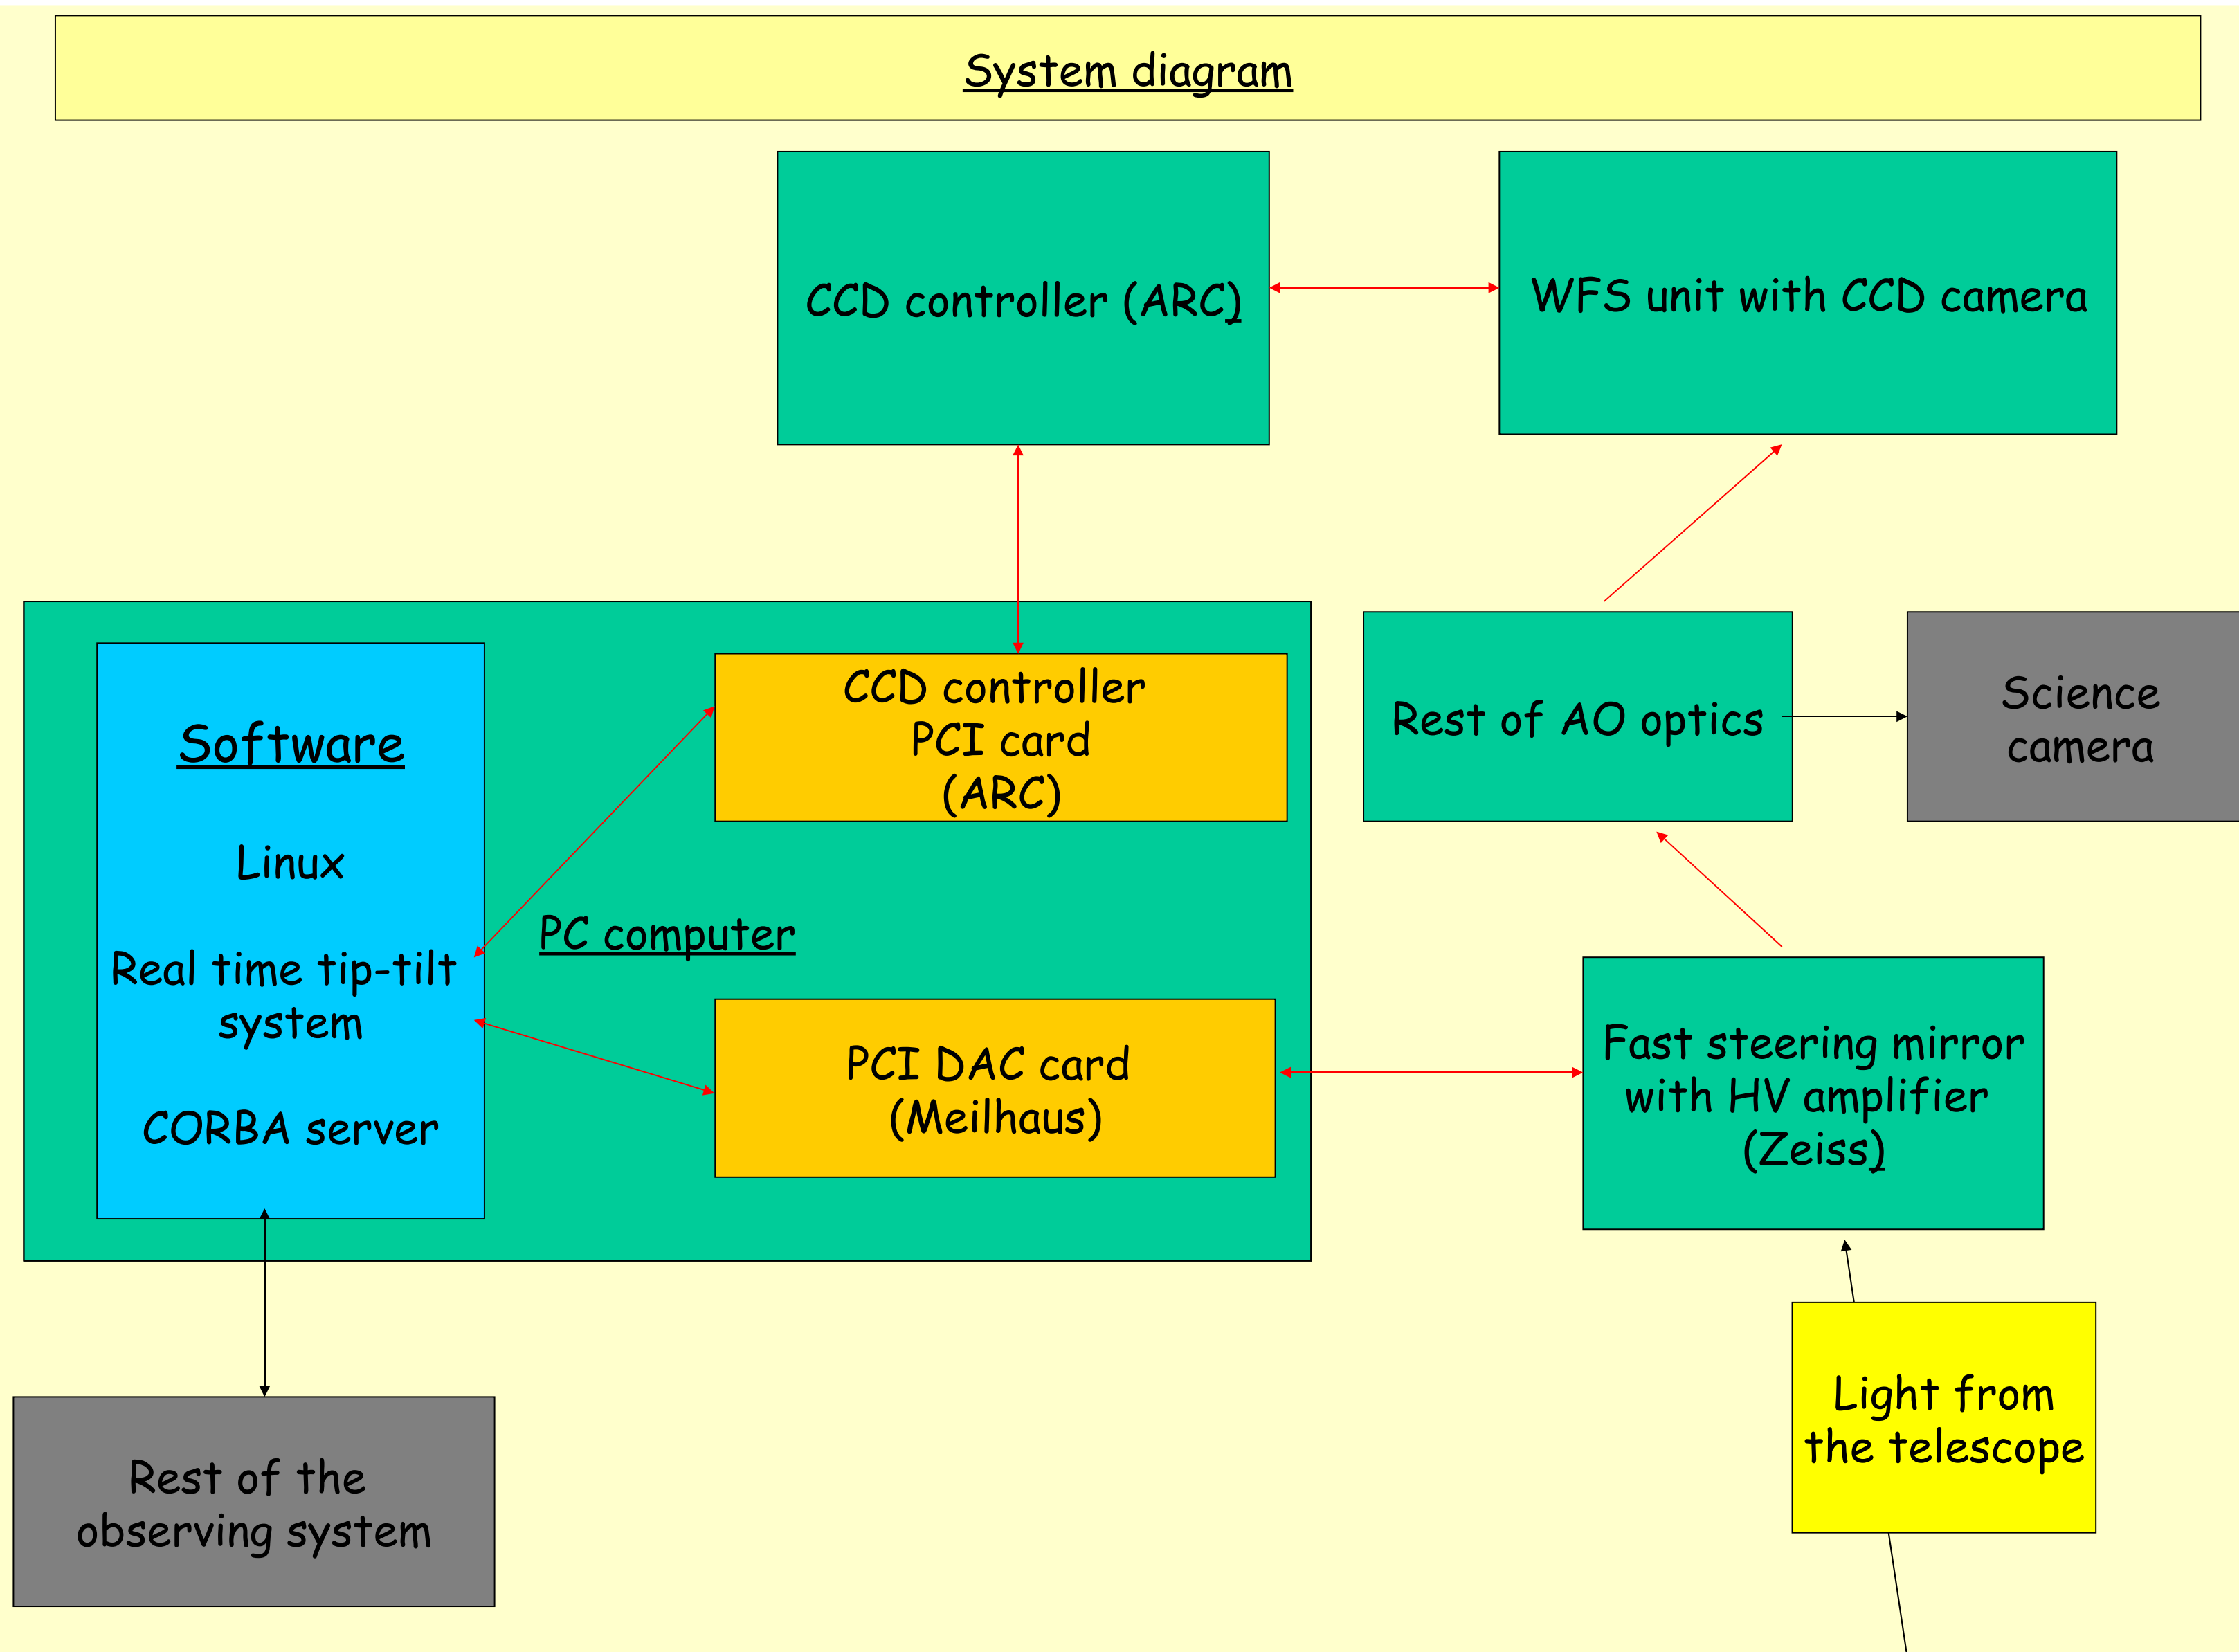 System diagram
CCD controller (ARC)
WFS unit with CCD camera
Software
Linux
Real time tip-tilt
system
CORBA server
PC computer
CCD controller
PCI card
(ARC)
PCI DAC card
(Meilhaus)
Rest of AO optics
Science
camera
Fast steering mirror
with HV amplifier
(Zeiss)
Light from
the telescope
Rest of the
observing system